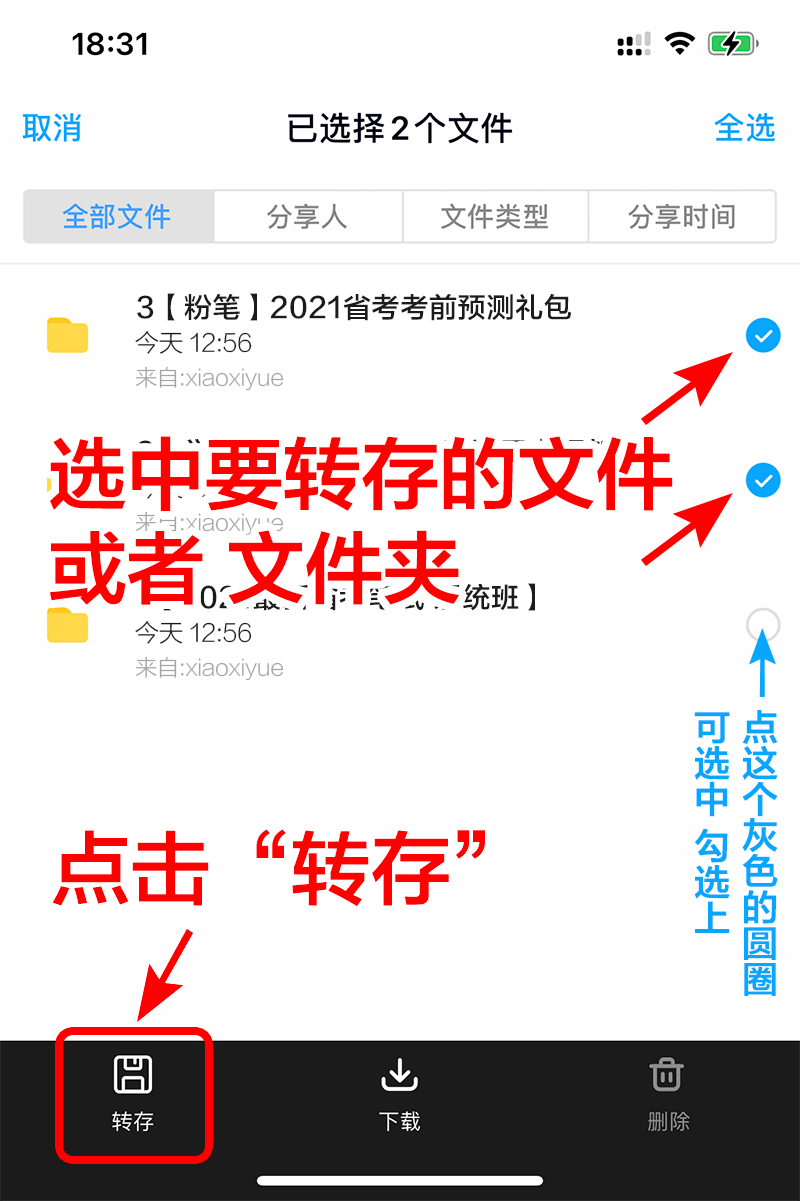 18:31
取消
已选择2个文件
全选
全部文件
分享人
文件类型
分享时间
3【粉笔】2021省考考前预测礼包
今天 12:56
来自:xiaoxiyue
选中要转存的文件
来自:xiaoxiyue
或者 文件夹
统班】
今天 12:56
来自:xiaoxiyue
点这个灰色的圆圈
可选中 勾选上
点击“转存”
转存
下载
删除